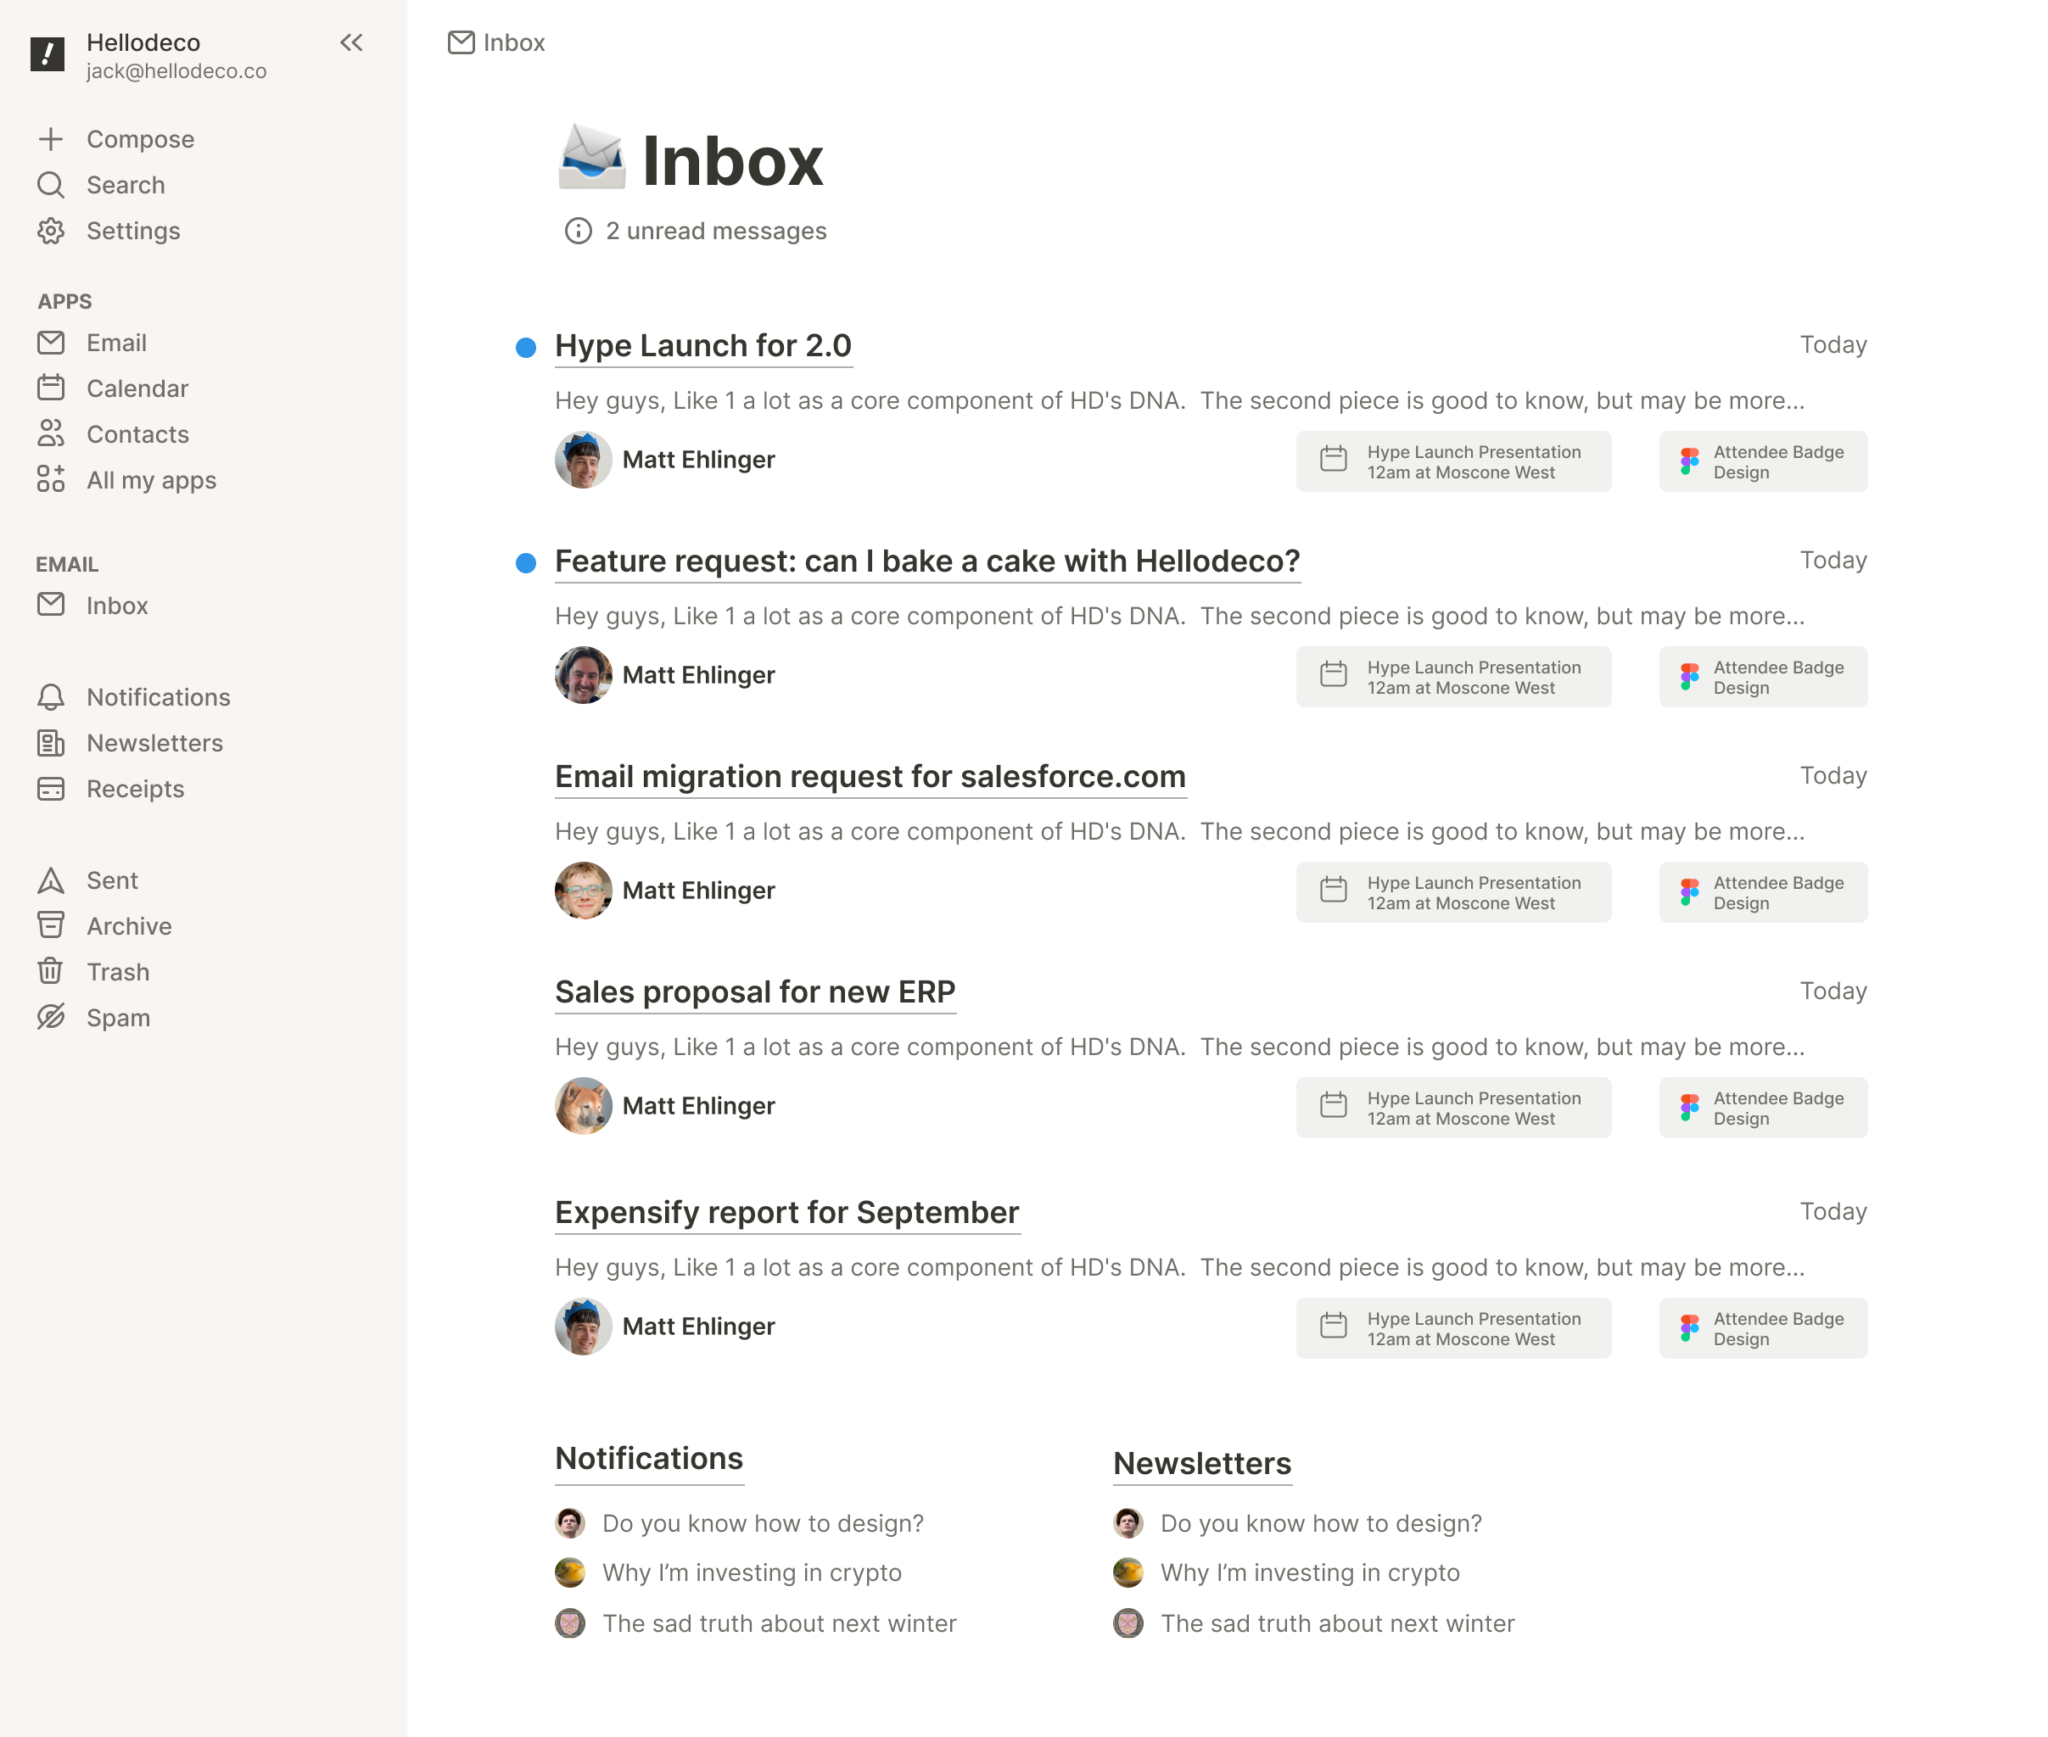 Hellodeco
jack@hellodeco.co
Compose
Search
Settings
APPS
Email
Calendar
Contacts
All my apps
EMAIL
Inbox
Notifications
Newsletters
Receipts
Sent
Archive
Trash
Spam
Inbox
Inbox
2 unread messages
Hype Launch for 2.0
Today
Hey guys, Like 1 a lot as a core component of HD's DNA.  The second piece is good to know, but may be more...
Matt Ehlinger
Hype Launch Presentation
12am at Moscone West
Attendee Badge
Design
Feature request: can I bake a cake with Hellodeco?
Today
Hey guys, Like 1 a lot as a core component of HD's DNA.  The second piece is good to know, but may be more...
Matt Ehlinger
Hype Launch Presentation
12am at Moscone West
Attendee Badge
Design
Email migration request for salesforce.com
Today
Hey guys, Like 1 a lot as a core component of HD's DNA.  The second piece is good to know, but may be more...
Matt Ehlinger
Hype Launch Presentation
12am at Moscone West
Attendee Badge
Design
Sales proposal for new ERP
Today
Hey guys, Like 1 a lot as a core component of HD's DNA.  The second piece is good to know, but may be more...
Matt Ehlinger
Hype Launch Presentation
12am at Moscone West
Attendee Badge
Design
Expensify report for September
Today
Hey guys, Like 1 a lot as a core component of HD's DNA.  The second piece is good to know, but may be more...
Matt Ehlinger
Hype Launch Presentation
12am at Moscone West
Attendee Badge
Design
Notifications
Do you know how to design?
Why I’m investing in crypto
The sad truth about next winter
Newsletters
Do you know how to design?
Why I’m investing in crypto
The sad truth about next winter